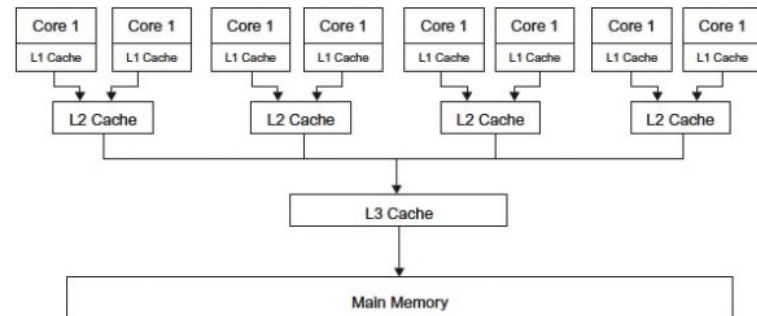 Core 1 Core 1 Core 1 Core 1 Core 1 Core 1 Core 1 Core 1
L1 Cache L1 Cache L1 Cache L1 Cache L1 Cache L1 Cache L1 Cache L1 Cache
L2 Cache L2 Cache L2 Cache L2 Cache
L3 Cache
Main Memory